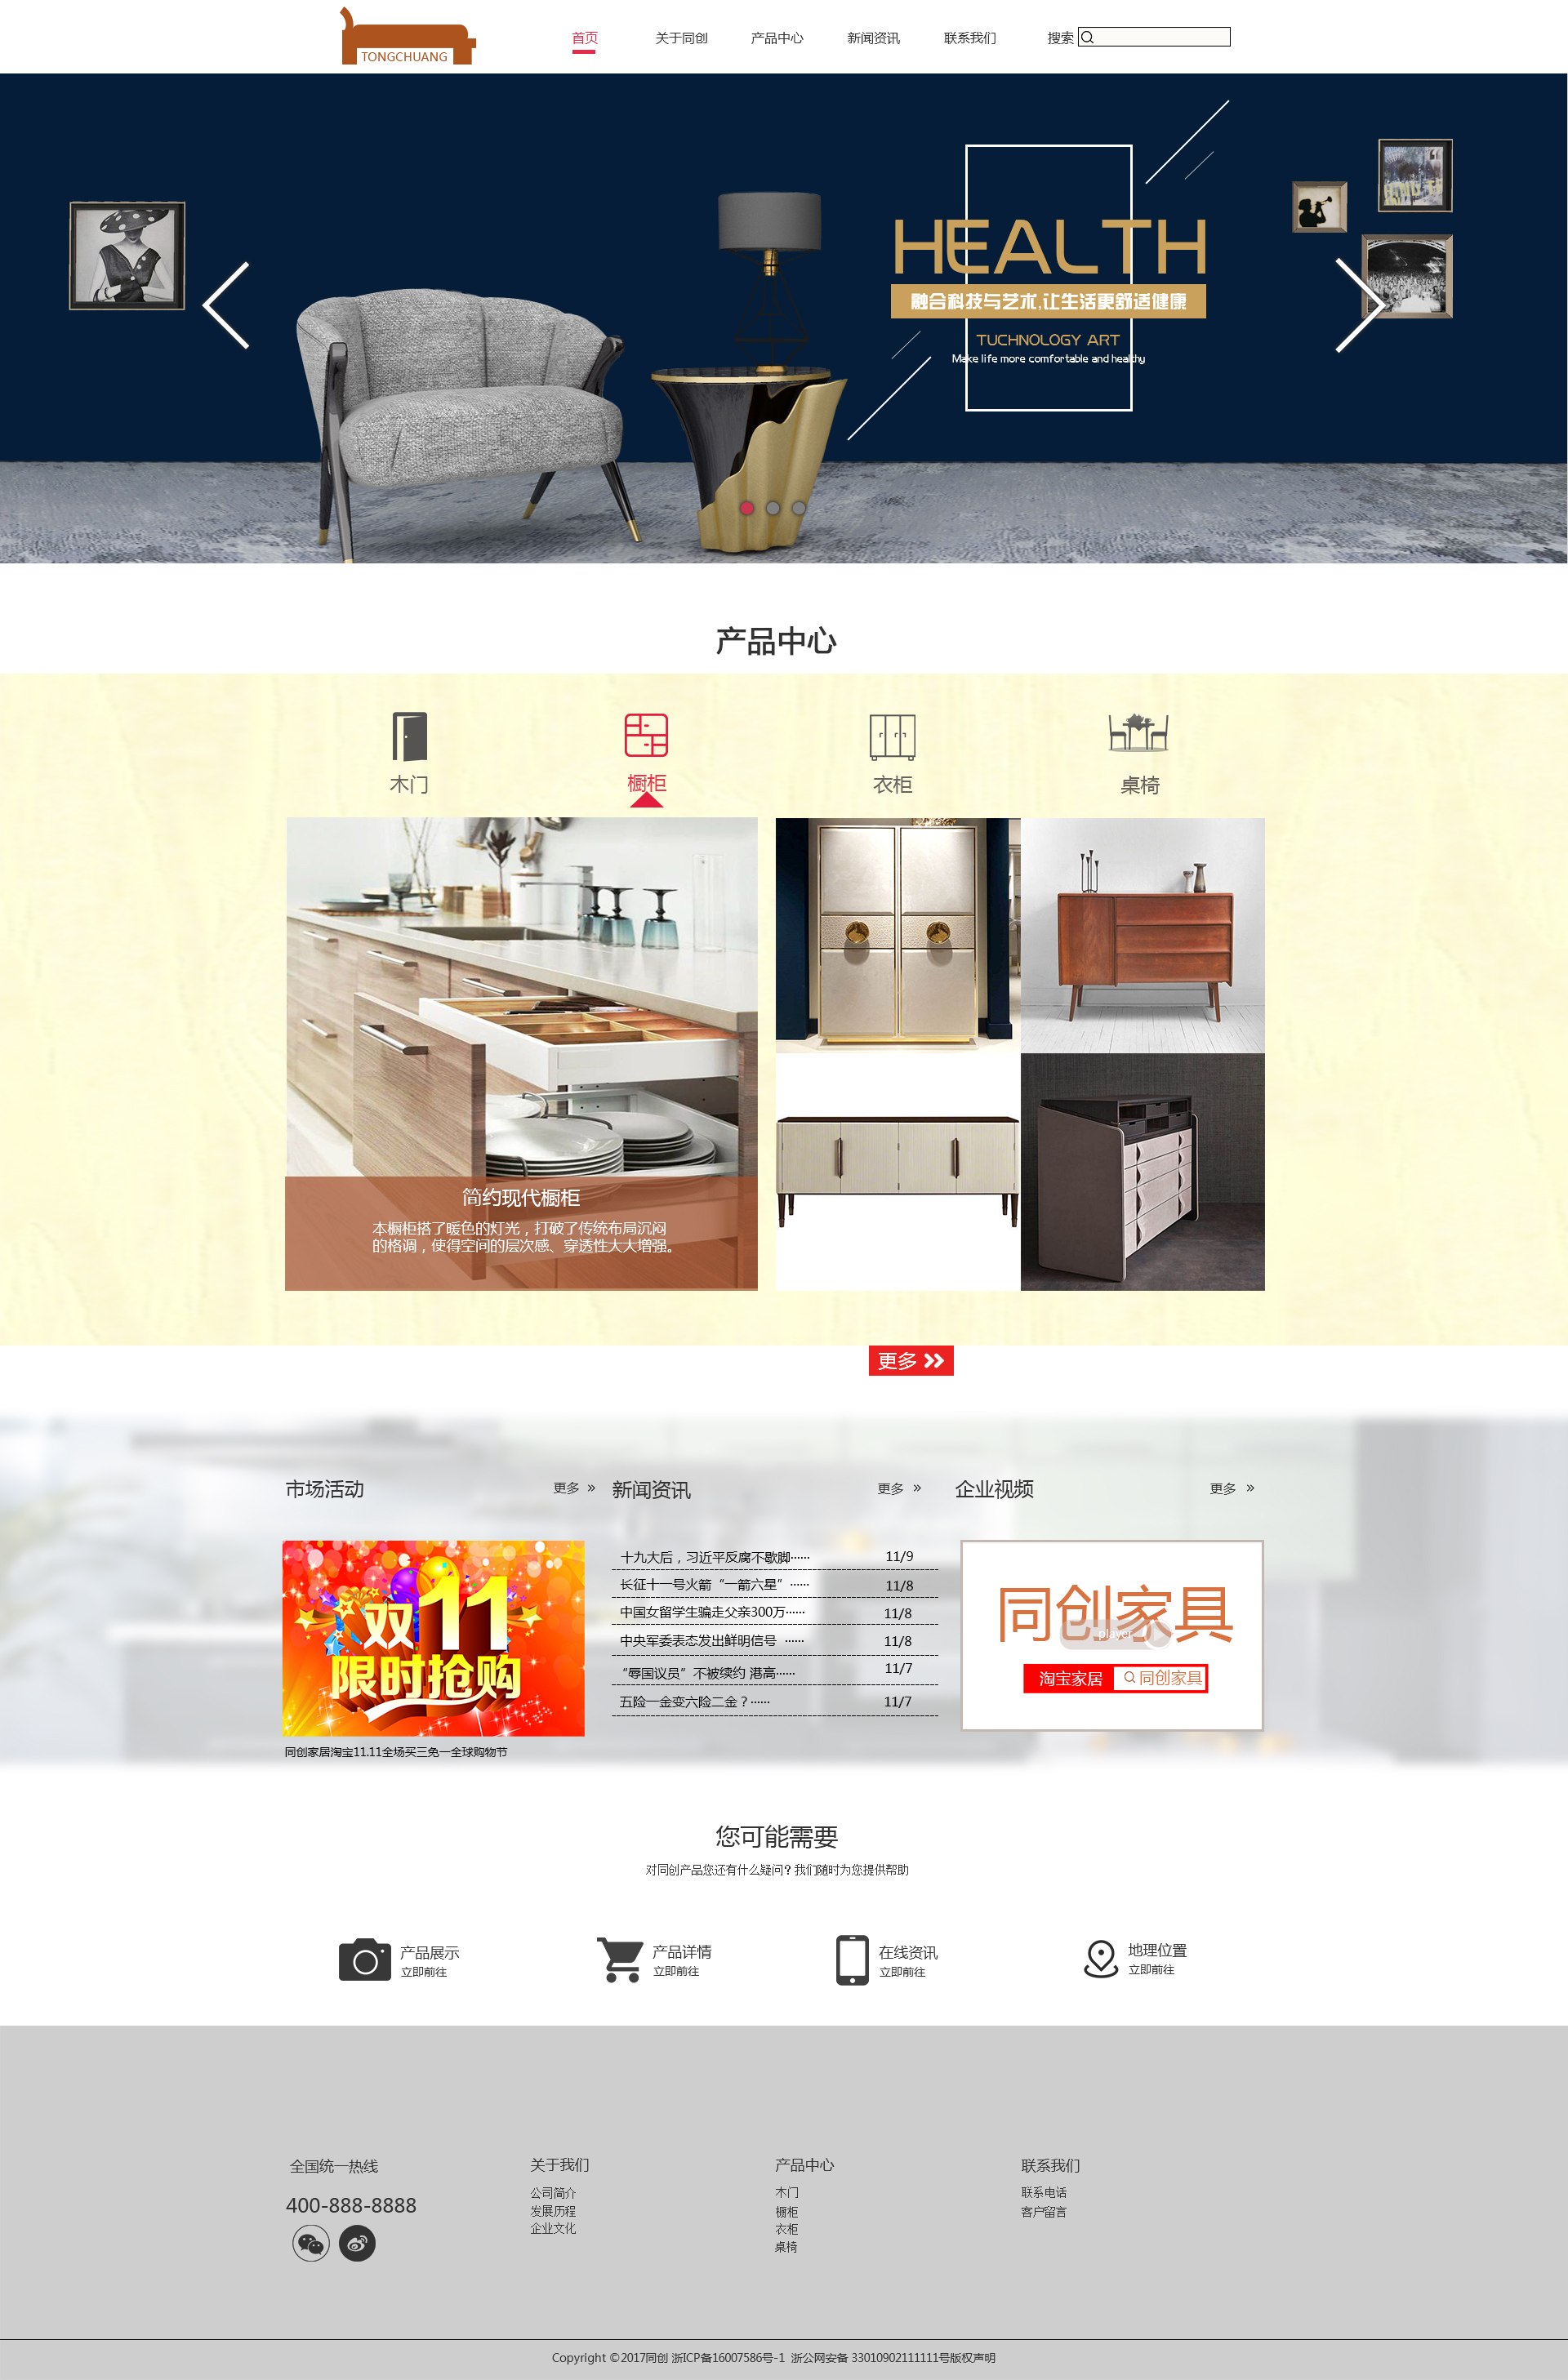 TONGCHUANG
首页 关于同创 产品中心 新闻资讯 联系我们 搜索
HEALTH
融合科技与艺术,让生活更舒适健康
TUCHNOLOGY ART
Make life more comfortable and healthy
产品中心
木门 橱柜 衣柜 桌椅
简约现代橱柜
本橱柜搭了暖色的灯光，打破了传统布局沉闷
的格调，使得空间的层次感、穿透性大大增强。
更多
市场活动 更多 »
双11
限时抢购
同创家居淘宝11.11全场买三免一全球购物节
新闻资讯 更多 »
十九大后，习近平反腐不歇脚…… 11/9
长征十一号火箭“一箭六星”…… 11/8
中国女留学生骗走父亲300万…… 11/8
中央军委表态发出鲜明信号 …… 11/8
“辱国议员”不被续约 港高…… 11/7
五险一金变六险二金？…… 11/7
企业视频 更多 »
同创家具
player
淘宝家居 同创家具
您可能需要
对同创产品您还有什么疑问？我们随时为您提供帮助
产品展示
立即前往
产品详情
立即前往
在线资讯
立即前往
地理位置
立即前往
全国统一热线
400-888-8888
关于我们
公司简介
发展历程
企业文化
产品中心
木门
橱柜
衣柜
桌椅
联系我们
联系电话
客户留言
Copyright ©2017同创 浙ICP备16007586号-1 浙公网安备 33010902111111号版权声明